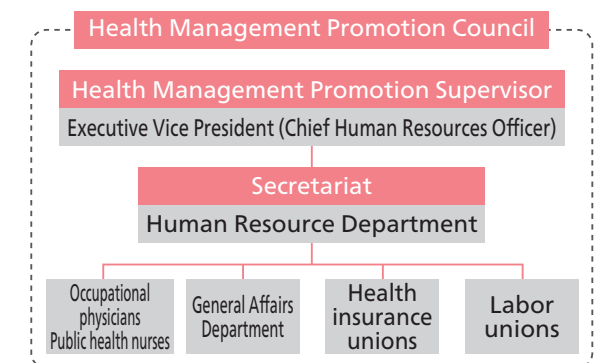 Health Management Promotion Council
Health Management Promotion Supervisor
Executive Vice President (Chief Human Resources Officer)
Secretariat
Human Resource Department
Occupational
physicians
Public health nurses
General Affairs
Department
Health
insurance
unions
Labor
unions